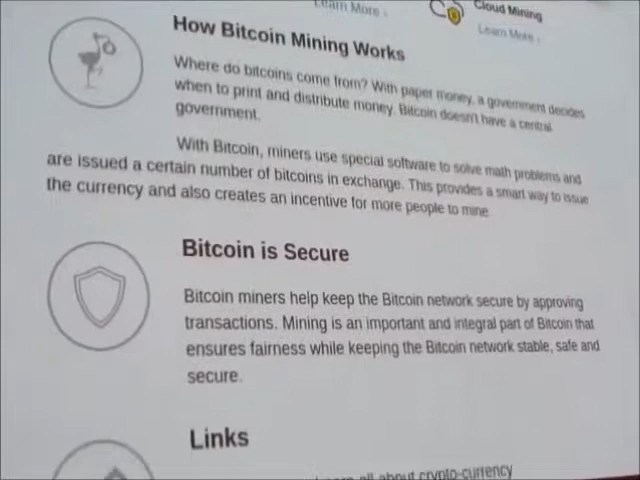 Learn More ›
Cloud Mining
Learn More ›
How Bitcoin Mining Works
Where do bitcoins come from? With paper money, a government decides
when to print and distribute money. Bitcoin doesn't have a central
government.
With Bitcoin, miners use special software to solve math problems and
are issued a certain number of bitcoins in exchange. This provides a smart way to issue
the currency and also creates an incentive for more people to mine.
Bitcoin is Secure
Bitcoin miners help keep the Bitcoin network secure by approving
transactions. Mining is an important and integral part of Bitcoin that
ensures fairness while keeping the Bitcoin network stable, safe and
secure.
Links
all about crypto-currency